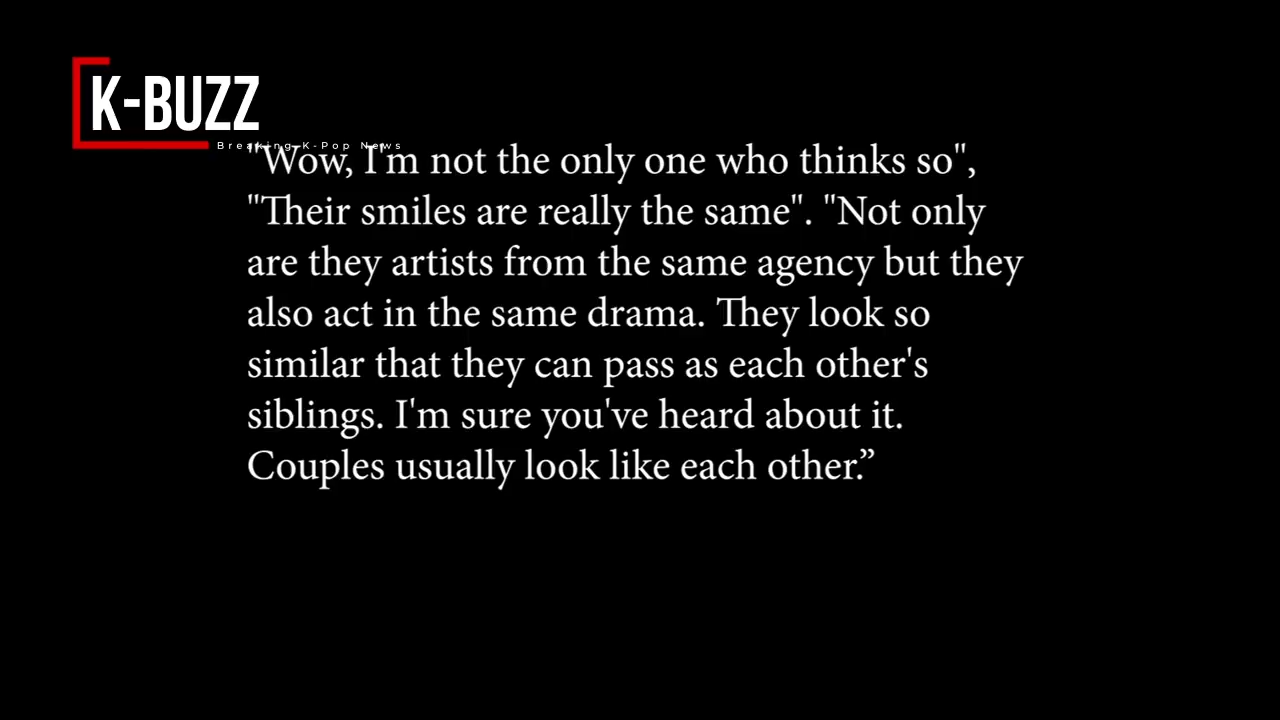 K-BUZZ
Breaking K-Pop News
"Wow, I'm not the only one who thinks so",
"Their smiles are really the same". "Not only
are they artists from the same agency but they
also act in the same drama. They look so
similar that they can pass as each other's
siblings. I'm sure you've heard about it.
Couples usually look like each other.”